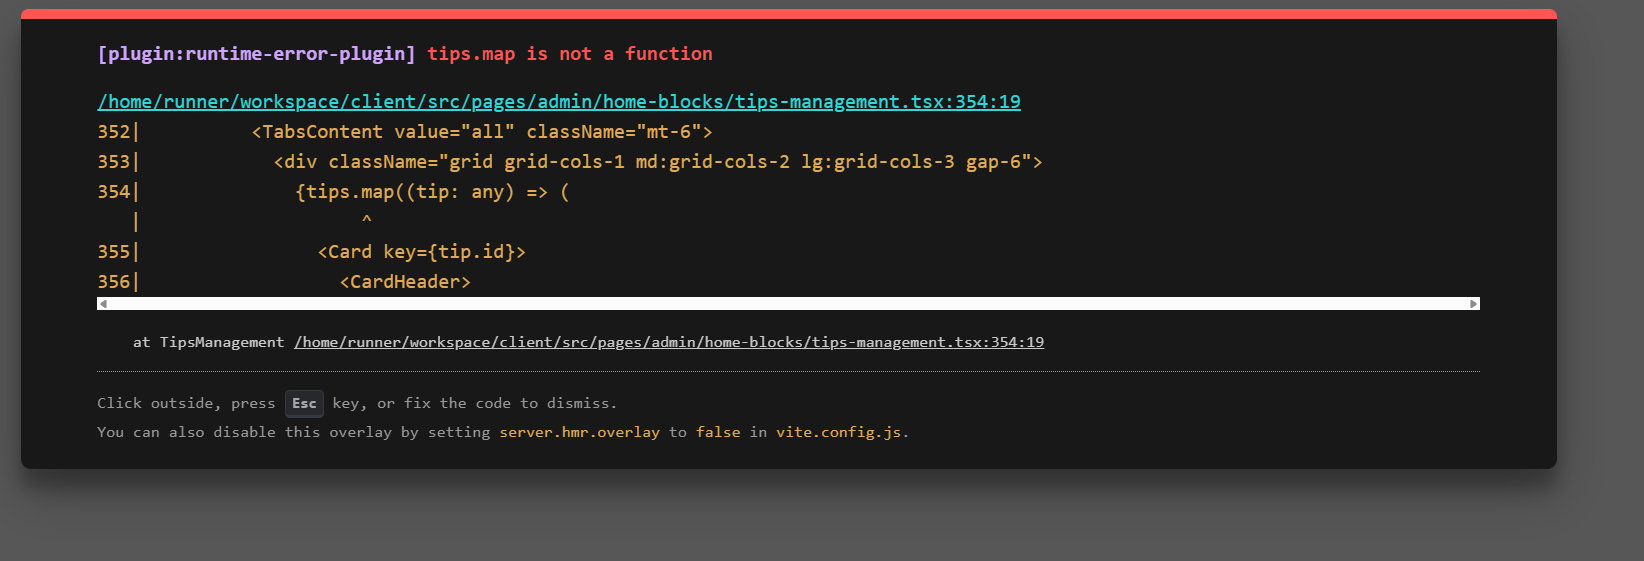 [plugin:runtime-error-plugin] tips.map is not a function
/home/runner/workspace/client/src/pages/admin/home-blocks/tips-management.tsx:354:19
352|          <TabsContent value="all" className="mt-6">
353|            <div className="grid grid-cols-1 md:grid-cols-2 lg:grid-cols-3 gap-6">
354|              {tips.map((tip: any) => (
   |                    ^
355|                <Card key={tip.id}>
356|                  <CardHeader>
at TipsManagement /home/runner/workspace/client/src/pages/admin/home-blocks/tips-management.tsx:354:19
Click outside, press Esc key, or fix the code to dismiss.
You can also disable this overlay by setting server.hmr.overlay to false in vite.config.js.